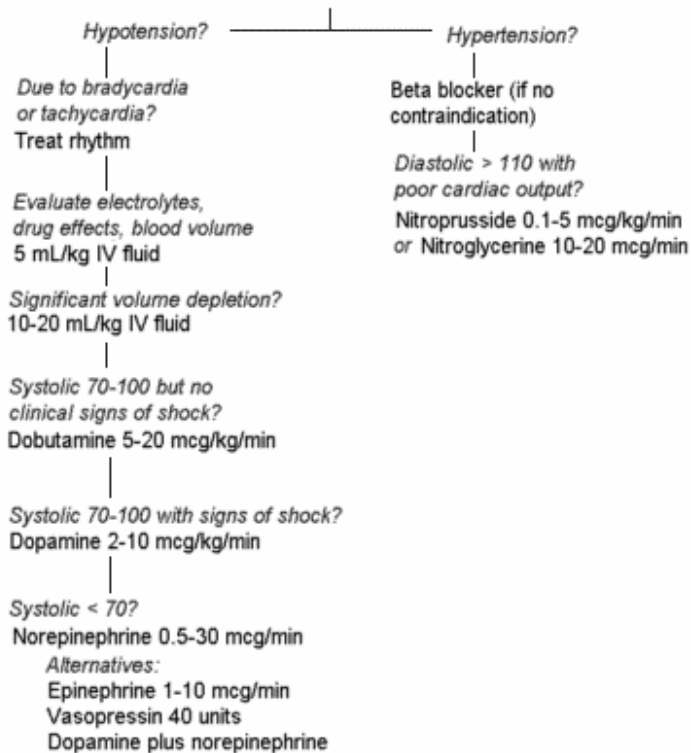 Hypotension?
Due to bradycardia
or tachycardia?
Treat rhythm
Evaluate electrolytes,
drug effects, blood volume
5 mL/kg IV fluid
Significant volume depletion?
10-20 mL/kg IV fluid
Systolic 70-100 but no
clinical signs of shock?
Dobutamine 5-20 mcg/kg/min
Systolic 70-100 with signs of shock?
Dopamine 2-10 mcg/kg/min
Systolic < 70?
Norepinephrine 0.5-30 mcg/min
Alternatives:
Epinephrine 1-10 mcg/min
Vasopressin 40 units
Dopamine plus norepinephrine
Hypertension?
Beta blocker (if no
contraindication)
Diastolic > 110 with
poor cardiac output?
Nitroprusside 0.1-5 mcg/kg/min
or Nitroglycerine 10-20 mcg/min